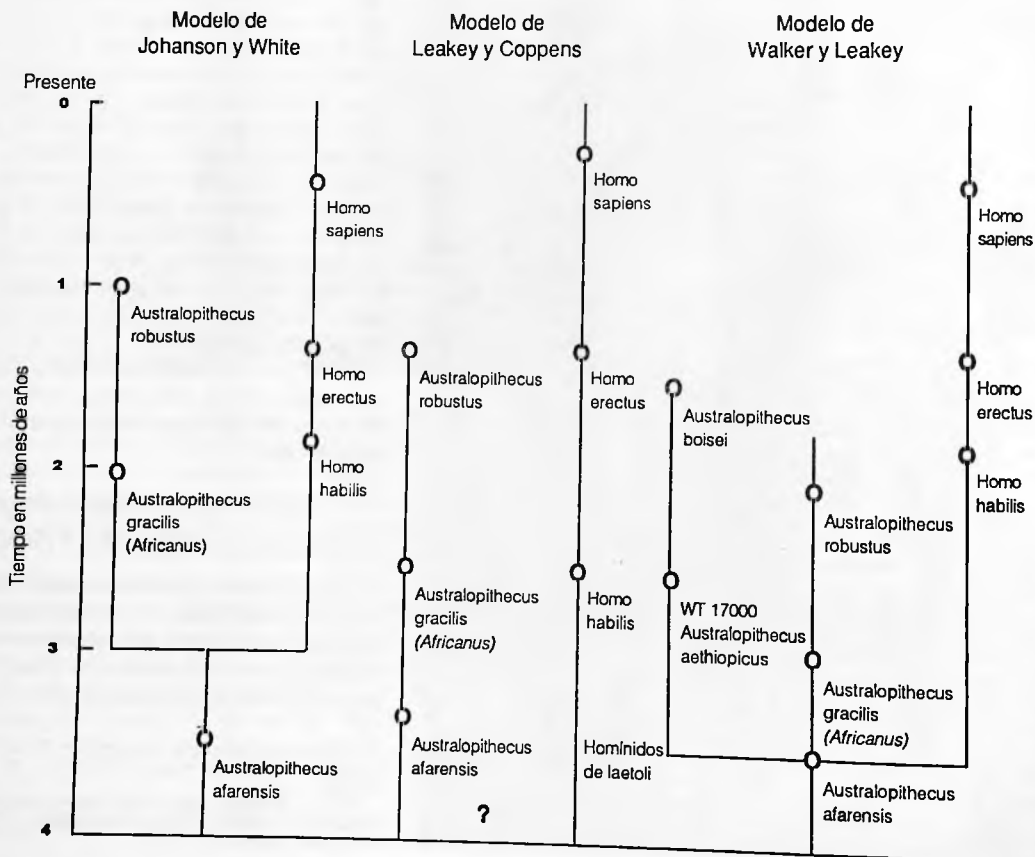 Modelo de
Johanson y White
Modelo de
Leakey y Coppens
Modelo de
Walker y Leakey
Presente
0
1
2
3
4
Tiempo en millones de años
Homo
sapiens
Australopithecus
robustus
Homo
erectus
Homo
habilis
Australopithecus
gracilis
(Africanus)
Australopithecus
afarensis
Homo
sapiens
Australopithecus
robustus
Homo
erectus
Australopithecus
gracilis
(Africanus)
Homo
habilis
Australopithecus
afarensis
?
Homínidos
de laetoli
Homo
sapiens
Homo
erectus
Australopithecus
boisei
Homo
habilis
Australopithecus
robustus
WT 17000
Australopithecus
aethiopicus
Australopithecus
gracilis
(Africanus)
Australopithecus
afarensis